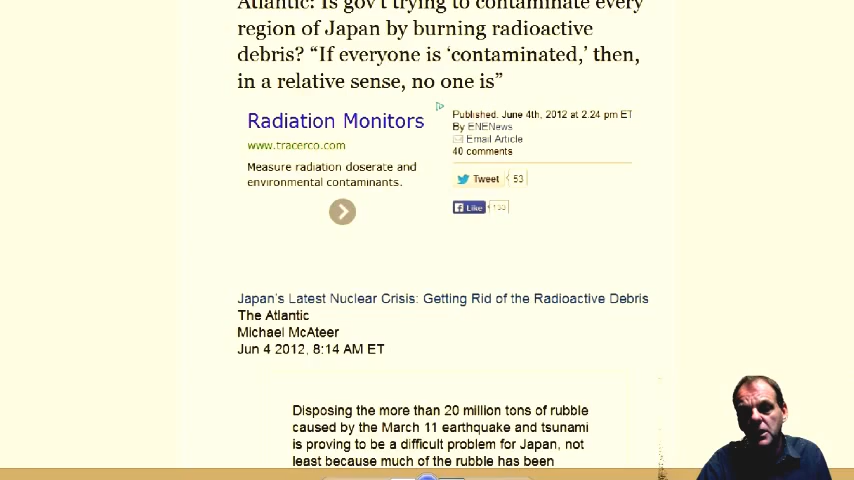 Atlantic: Is gov't trying to contaminate every
region of Japan by burning radioactive
debris? “If everyone is ‘contaminated,’ then,
in a relative sense, no one is”
Radiation Monitors
www.tracerco.com
Measure radiation doserate and
environmental contaminants.
Published: June 4th, 2012 at 2:24 pm ET
By ENENews
Email Article
40 comments
Tweet 53
Like
Japan's Latest Nuclear Crisis: Getting Rid of the Radioactive Debris
The Atlantic
Michael McAteer
Jun 4 2012, 8:14 AM ET
Disposing the more than 20 million tons of rubble
caused by the March 11 earthquake and tsunami
is proving to be a difficult problem for Japan, not
least because much of the rubble has been